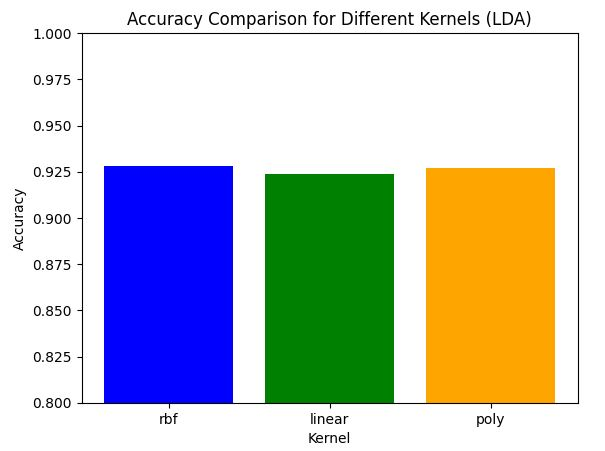 Accuracy Comparison for Different Kernels (LDA)
1.000
0.975
0.950
0.925
0.900
0.875
0.850
0.825
0.800
Accuracy
rbf linear poly
Kernel